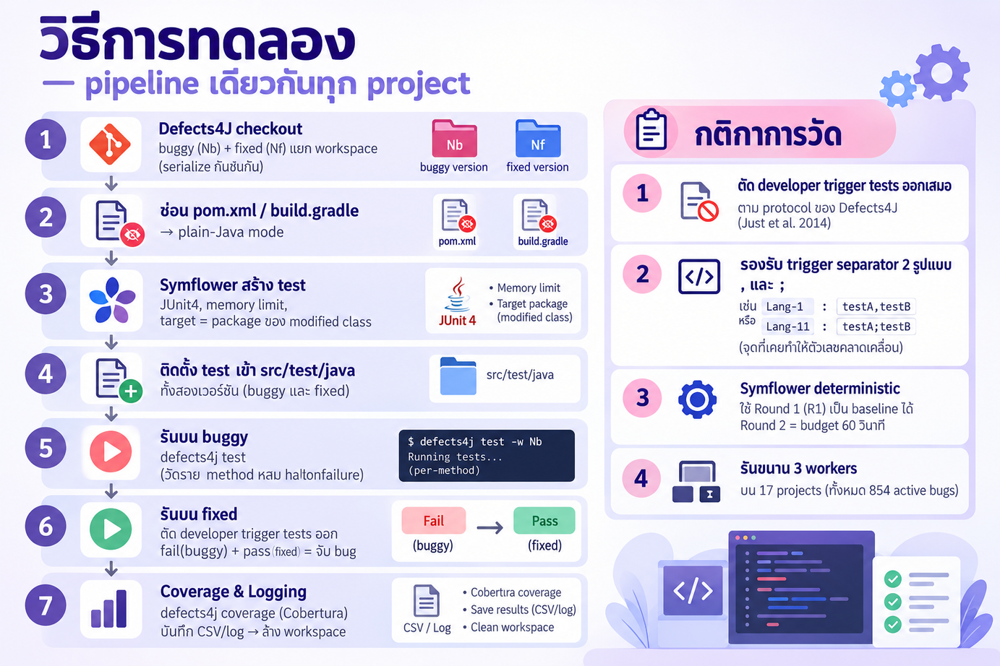 วิธีการทดลอง
— pipeline เดียวกันทุก project
1
Defects4J checkout
buggy (Nb) + fixed (Nf) แยก workspace
(serialize กันชันกัน)
Nb
buggy version
Nf
fixed version
2
ซ่อน pom.xml / build.gradle
→ plain-Java mode
pom.xml
build.gradle
3
Symflower สร้าง test
JUnit4, memory limit,
target = package ของ modified class
JUnit 4
• Memory limit
• Target package
(modified class)
4
ติดตั้ง test เข้า src/test/java
ทั้งสองเวอร์ชัน (buggy และ fixed)
src/test/java
5
รันบน buggy
defects4j test
(วัดราย method หสม haltonfailure)
$ defects4j test -w Nb
Running tests...
(per-method)
6
รันบน fixed
ตัด developer trigger tests ออก
fail(buggy) + pass(fixed) = จับ bug
Fail
(buggy)
Pass
(fixed)
7
Coverage & Logging
defects4j coverage (Cobertura)
บันทึก CSV/log → ล้าง workspace
CSV / Log
• Cobertıra coverage
• Save results (CSV/log)
• Clean workspace
กติกาการวัด
1
ตัด developer trigger tests ออกเสมอ
ตาม protocol ของ Defects4J
(Just et al. 2014)
2
รองรับ trigger separator 2 รูปแบบ
, และ ;
เช่น Lang-1 : testA,testB
หรือ Lang-11 : testA;testB
(จุดที่เคยทำให้ตัวเลขคลาดเคลื่อน)
3
Symflower deterministic
ใช้ Round 1 (R1) เป็น baseline ได้
Round 2 = budget 60 วินาที
4
รันขนาน 3 workers
บน 17 projects (ทั้งหมด 854 active bugs)